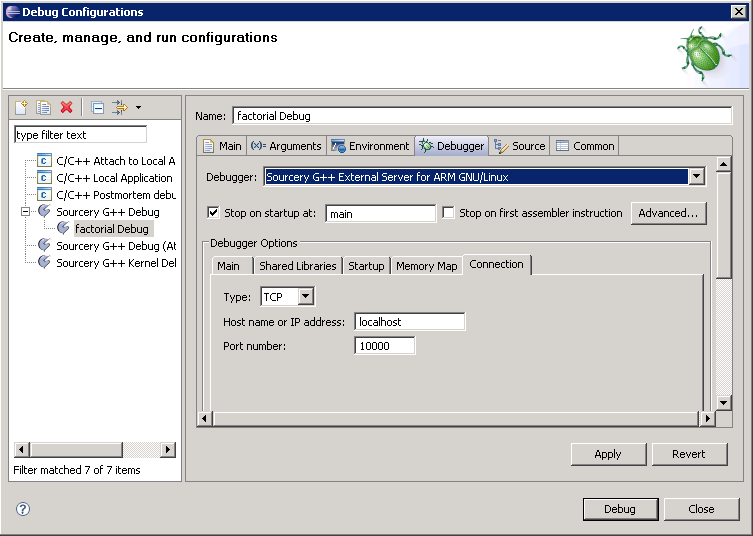 Debug Configurations
Create, manage, and run configurations
type filter text
C/C++ Attach to Local A
C/C++ Local Application
C/C++ Postmortem debu
Sourcery G++ Debug
factorial Debug
Sourcery G++ Debug (At
Sourcery G++ Kernel Del
Filter matched 7 of 7 items
Name: factorial Debug
Main (x)= Arguments Environment Debugger Source Common
Debugger: Sourcery G++ External Server for ARM GNU/Linux
Stop on startup at: main Stop on first assembler instruction Advanced...
Debugger Options
Main Shared Libraries Startup Memory Map Connection
Type: TCP
Host name or IP address: localhost
Port number: 10000
Apply Revert
? Debug Close